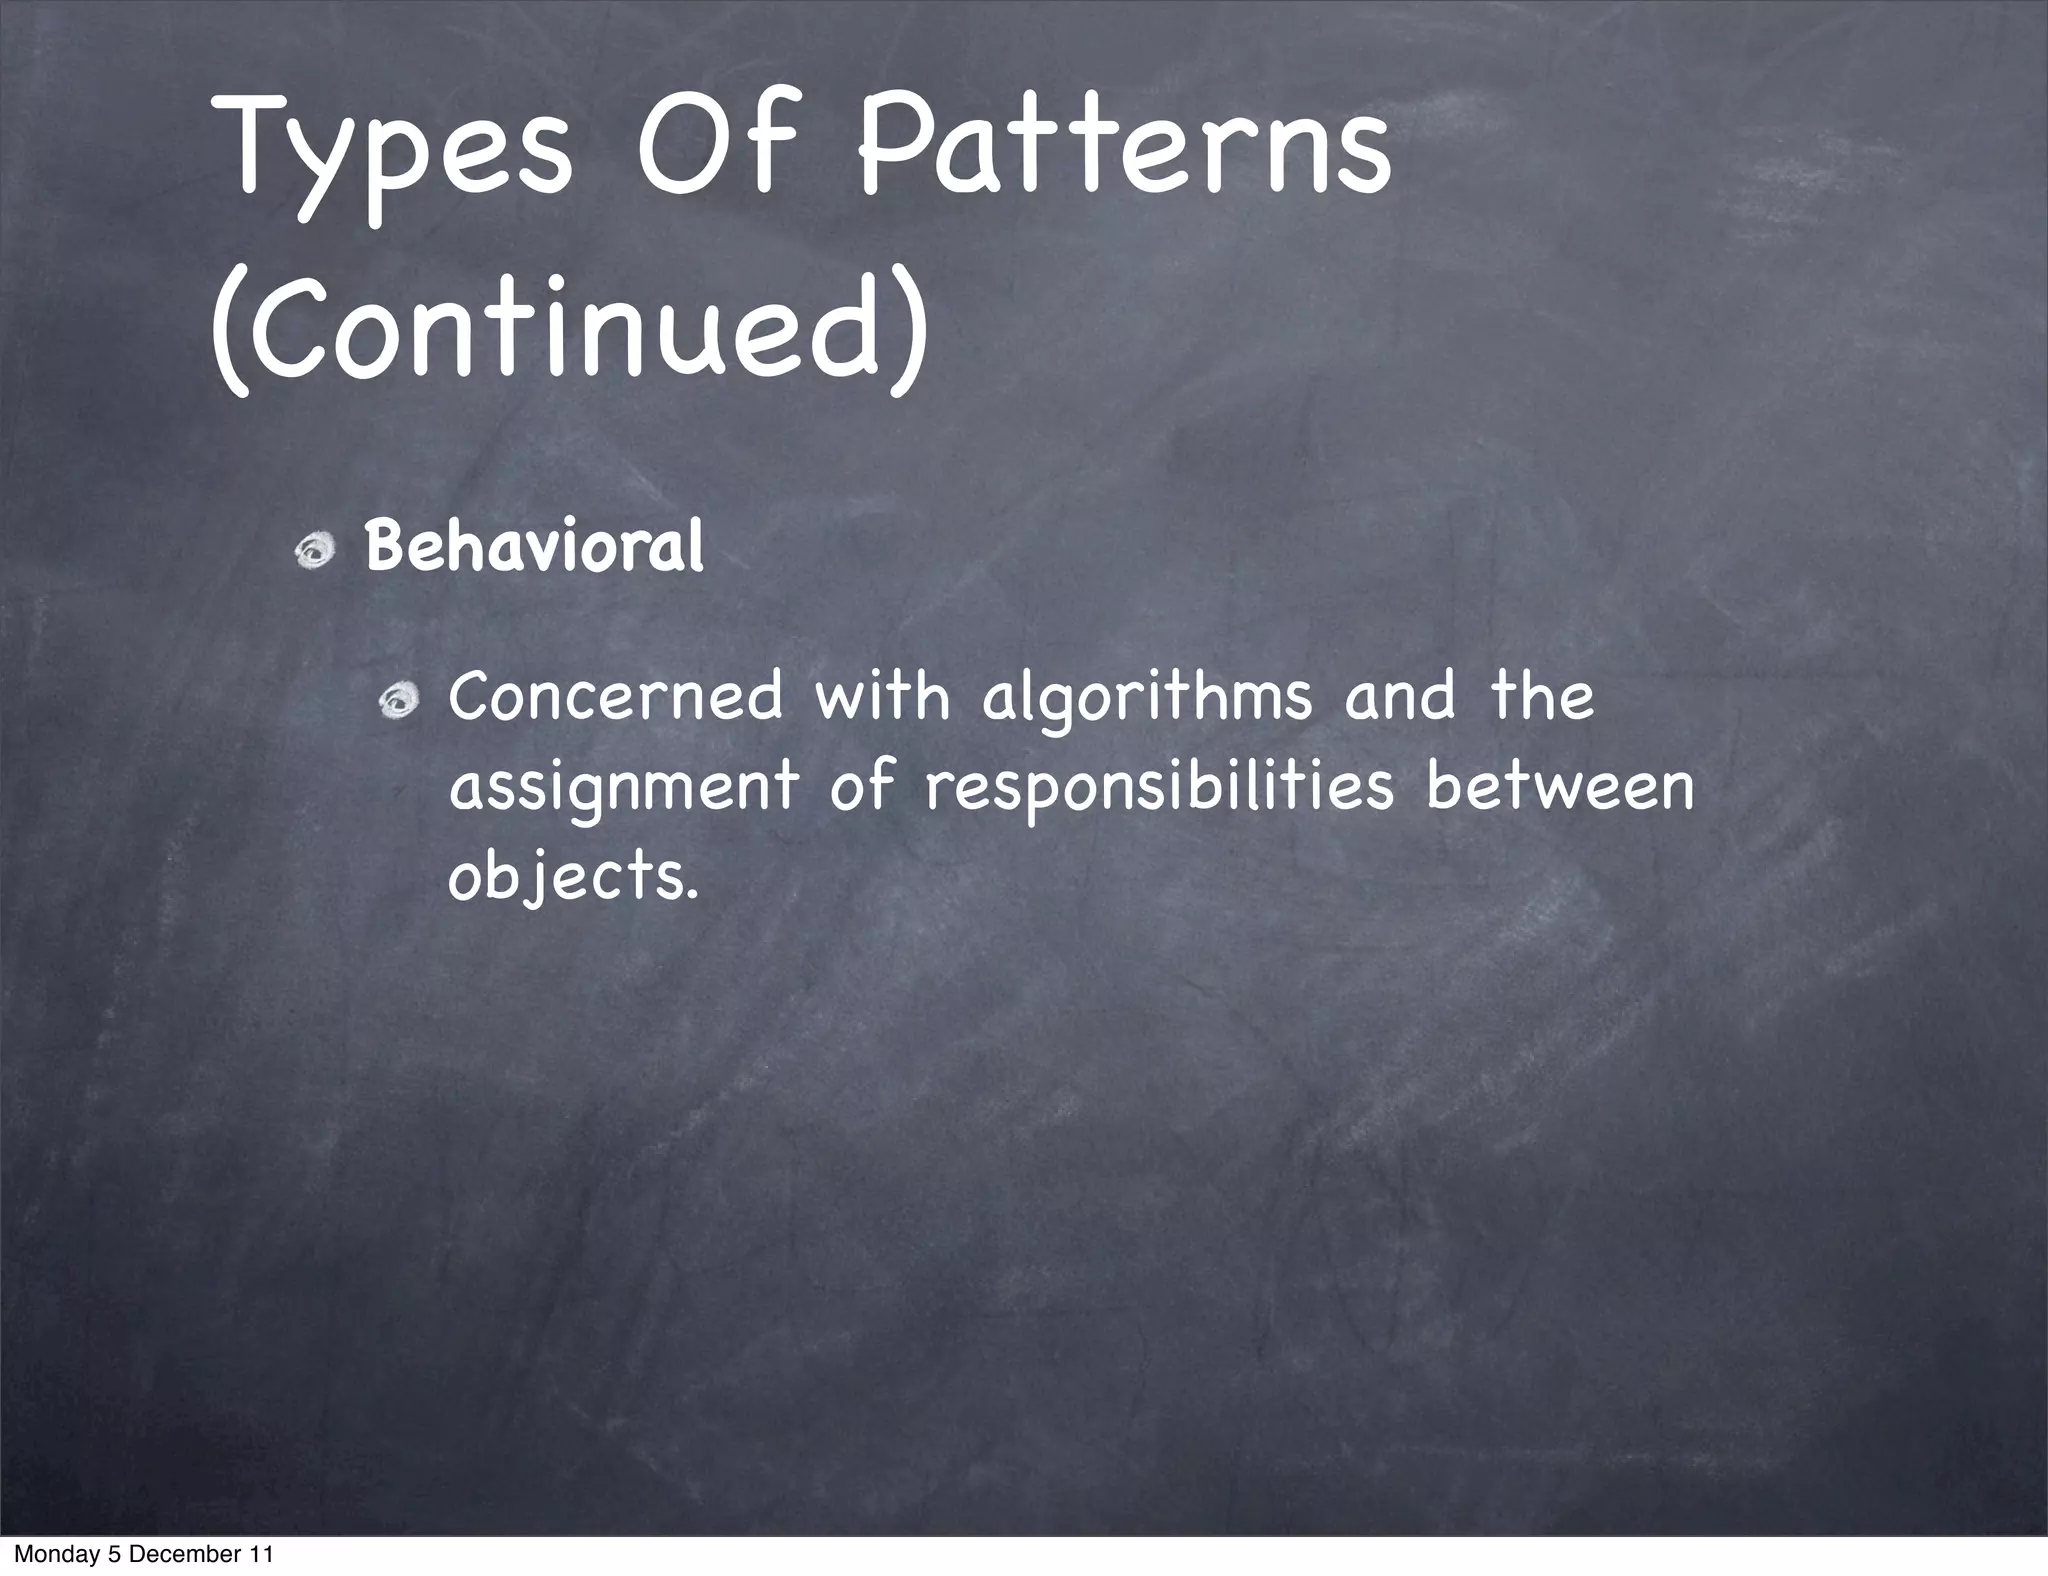 Types Of Patterns
(Continued)
Behavioral
Concerned with algorithms and the
assignment of responsibilities between
objects.
Monday 5 December 11